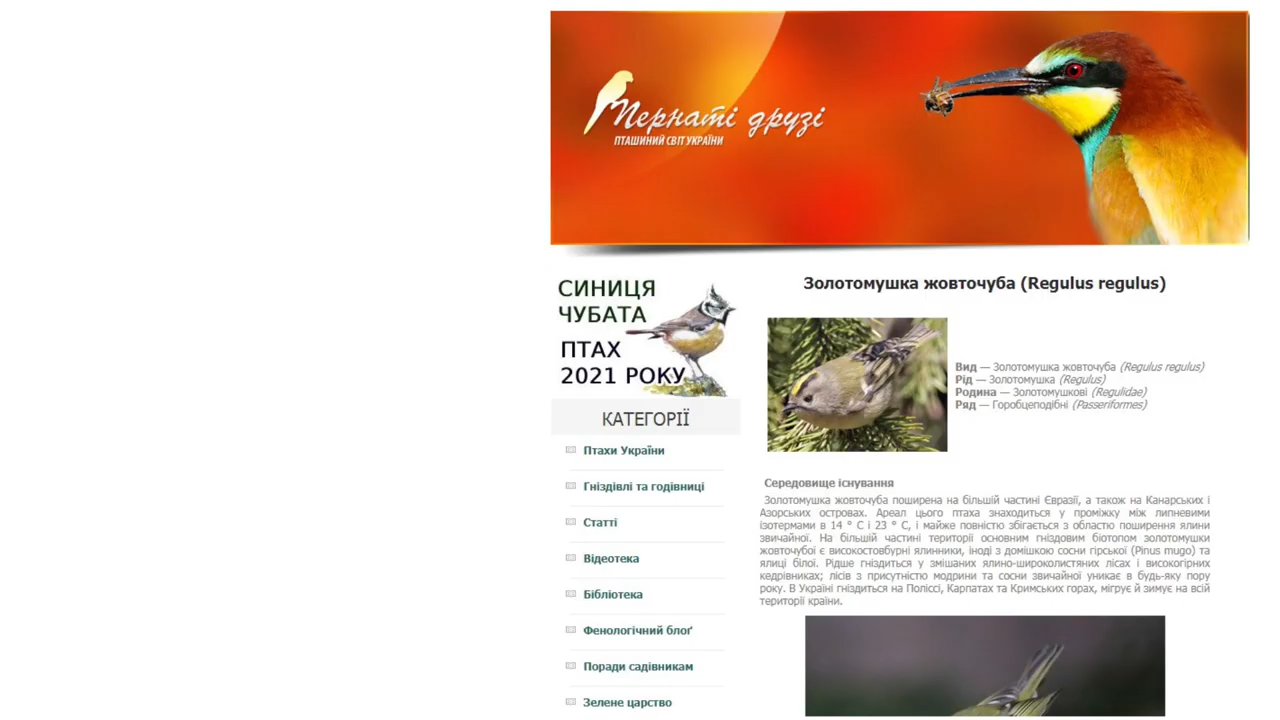 Пернаті друзі
ПТАШИНИЙ СВІТ УКРАЇНИ
СИНИЦЯ
ЧУБАТА
ПТАХ
2021 РОКУ
КАТЕГОРІЇ
Птахи України
Гніздівлі та годівниці
Статті
Відеотека
Бібліотека
Фенологічний блоґ
Поради садівникам
Зелене царство
Золотомушка жовточуба (Regulus regulus)
Вид — Золотомушка жовточуба (Regulus regulus)
Рід — Золотомушка (Regulus)
Родина — Золотомушкові (Regulidae)
Ряд — Горобцеподібні (Passeriformes)
Середовище існування
Золотомушка жовточуба поширена на більшій частині Євразії, а також на Канарських і
Азорських островах. Ареал цього птаха знаходиться у проміжку між липневими
ізотермами в 14 ° С і 23 ° С, і майже повністю збігається з областю поширення ялини
звичайної. На більшій частині території основним гніздовим біотопом золотомушки
жовточубої є високостовбурні ялинники, іноді з домішкою сосни гірської (Pinus mugo) та
ялиці білої. Рідше гніздиться у змішаних ялино-широколистяних лісах і високогірних
кедрівниках; лісів з присутністю модрини та сосни звичайної уникає в будь-яку пору
року. В Україні гніздиться на Поліссі, Карпатах та Кримських горах, мігрує й зимує на всій
території країни.